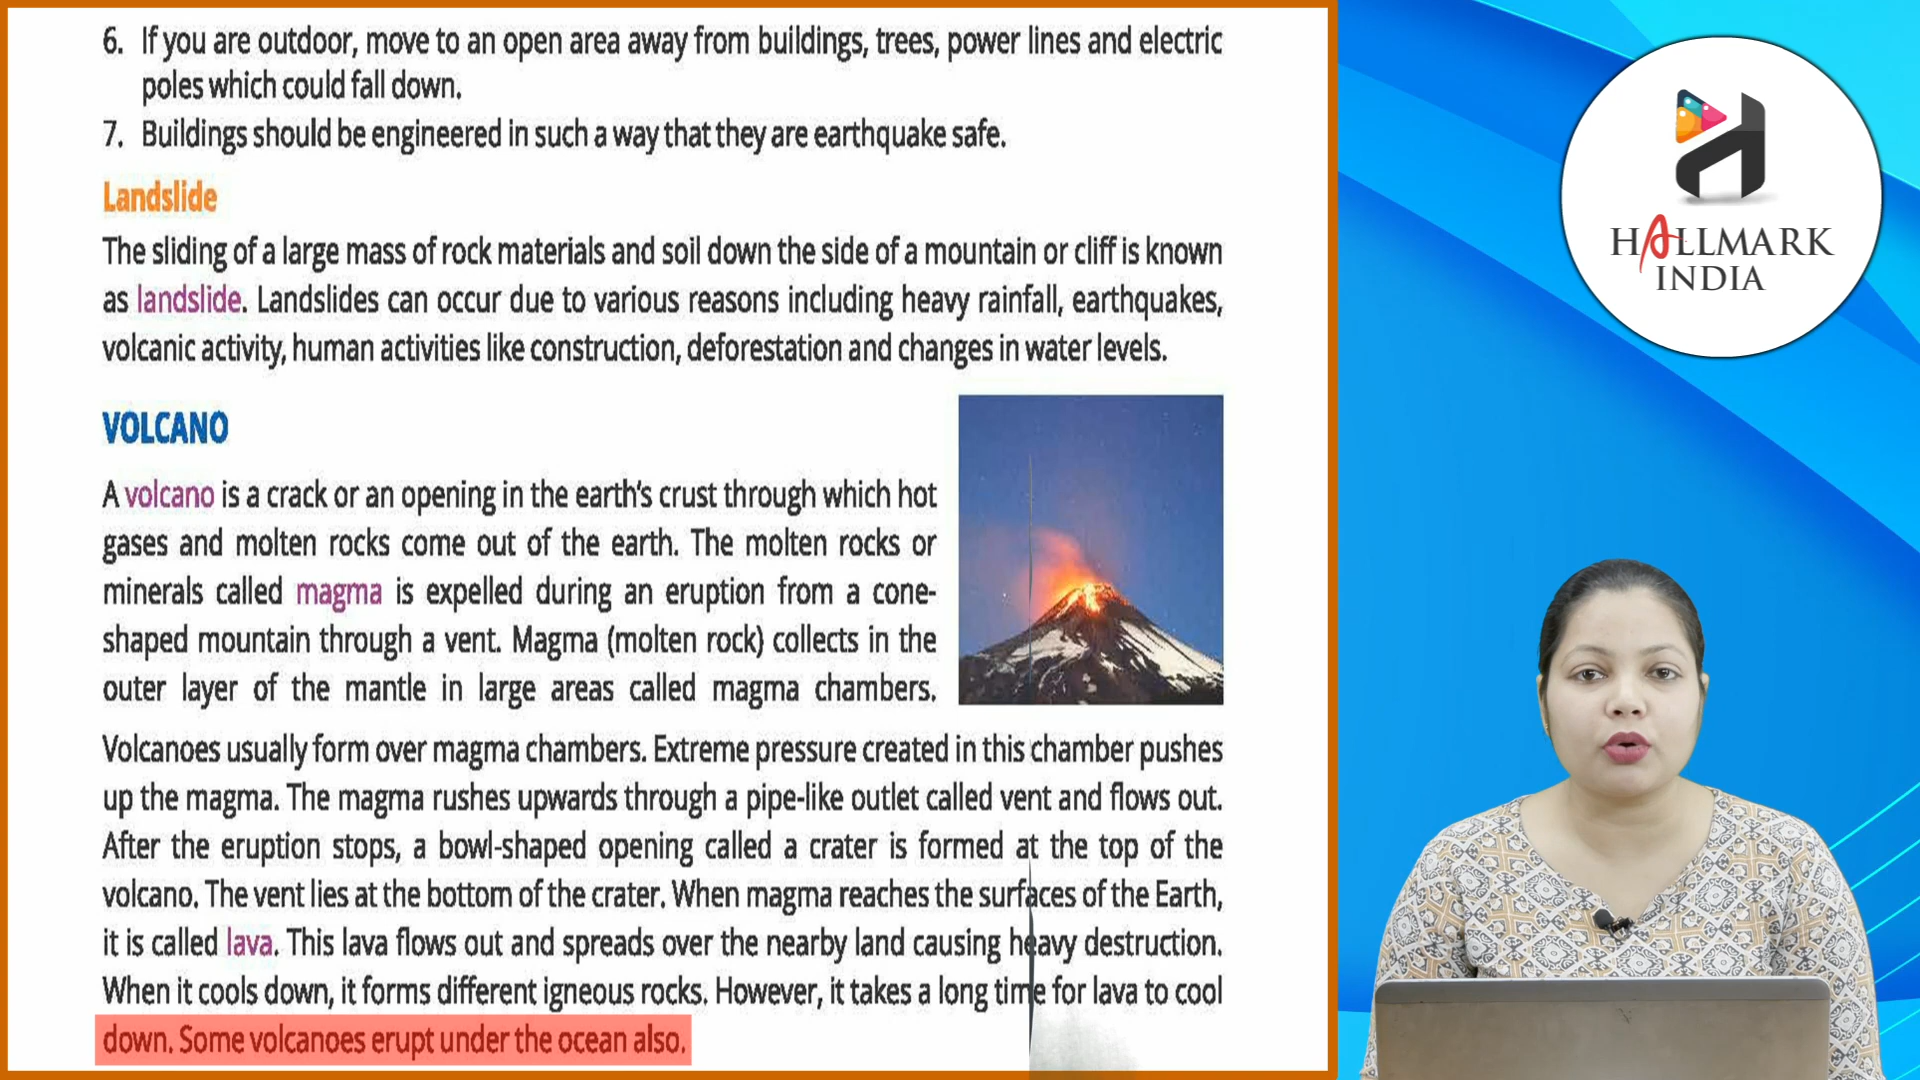 6. If you are outdoor, move to an open area away from buildings, trees, power lines and electric
poles which could fall down.
7. Buildings should be engineered in such a way that they are earthquake safe.
Landslide
The sliding of a large mass of rock materials and soil down the side of a mountain or cliff is known
as landslide. Landslides can occur due to various reasons including heavy rainfall, earthquakes,
volcanic activity, human activities like construction, deforestation and changes in water levels.
VOLCANO
A volcano is a crack or an opening in the earth's crust through which hot
gases and molten rocks come out of the earth. The molten rocks or
minerals called magma is expelled during an eruption from a cone-
shaped mountain through a vent. Magma (molten rock) collects in the
outer layer of the mantle in large areas called magma chambers.
Volcanoes usually form over magma chambers. Extreme pressure created in this chamber pushes
up the magma. The magma rushes upwards through a pipe-like outlet called vent and flows out.
After the eruption stops, a bowl-shaped opening called a crater is formed at the top of the
volcano. The vent lies at the bottom of the crater. When magma reaches the surfaces of the Earth,
it is called lava. This lava flows out and spreads over the nearby land causing heavy destruction.
When it cools down, it forms different igneous rocks. However, it takes a long time for lava to cool
down. Some volcanoes erupt under the ocean also.
HALLMARK
INDIA